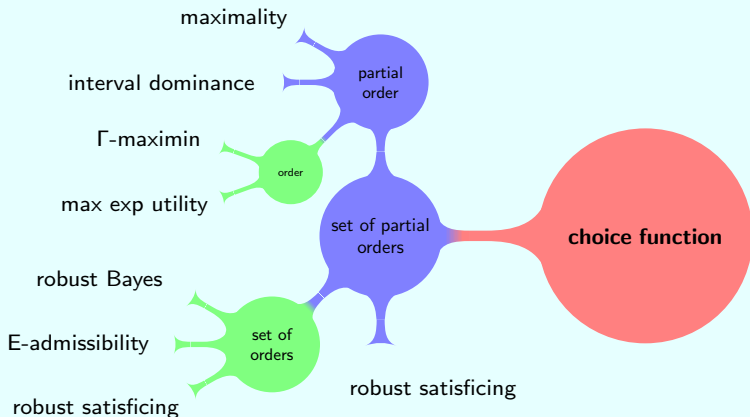 maximality
interval dominance
Γ-maximin
max exp utility
partial
order
order
set of partial
orders
choice function
robust Bayes
E-admissibility
robust satisficing
set of
orders
robust satisficing